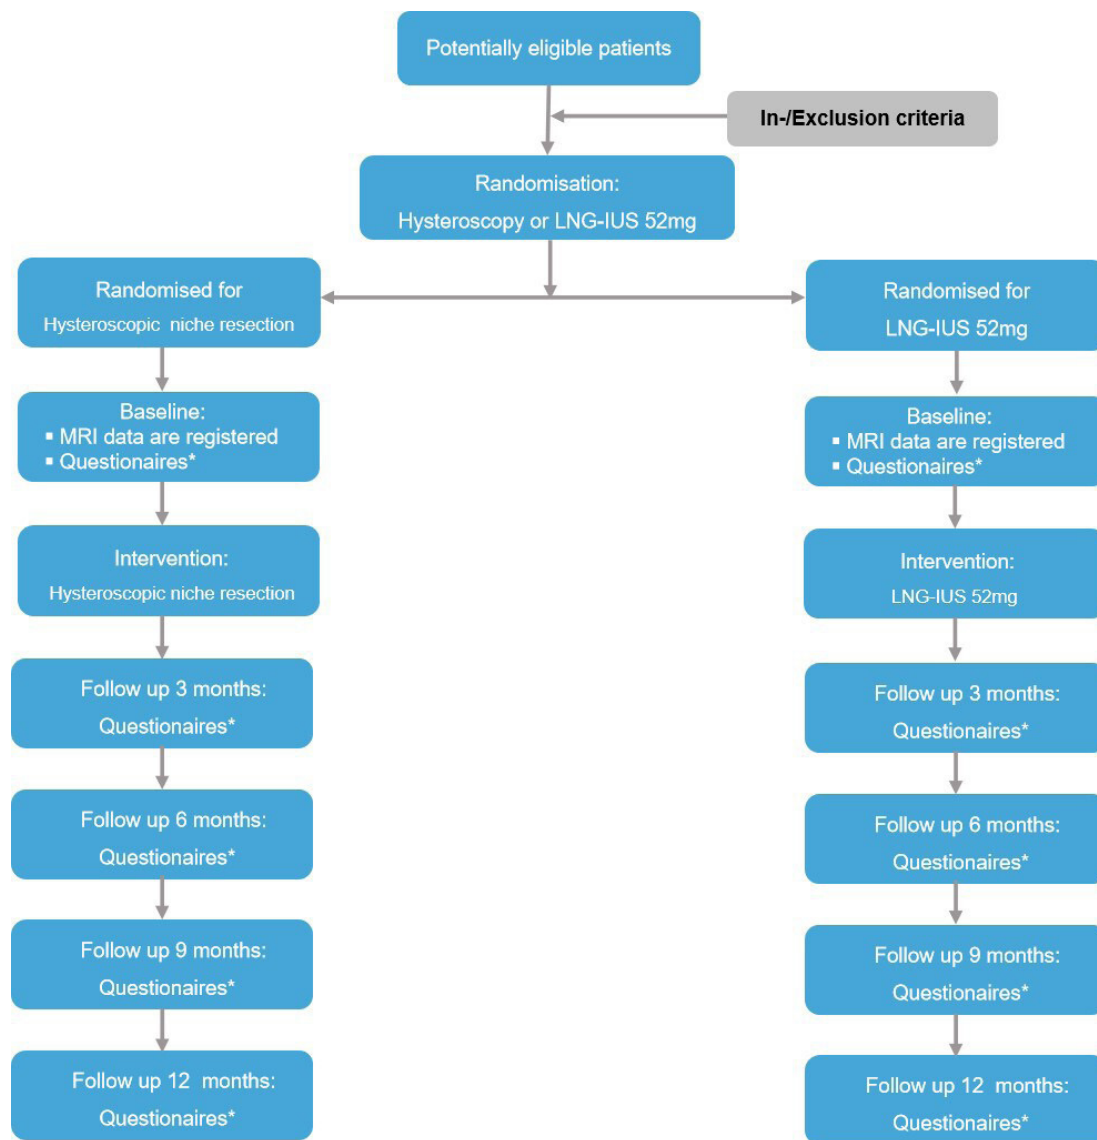 Potentially eligible patients
In-/Exclusion criteria
Randomisation:
Hysteroscopy or LNG-IUS 52mg
Randomised for
Hysteroscopic niche resection
Baseline:
▪ MRI data are registered
▪ Questionaires*
Intervention:
Hysteroscopic niche resection
Follow up 3 months:
Questionaires*
Follow up 6 months:
Questionaires*
Follow up 9 months:
Questionaires*
Follow up 12 months:
Questionaires*
Randomised for
LNG-IUS 52mg
Baseline:
▪ MRI data are registered
▪ Questionaires*
Intervention:
LNG-IUS 52mg
Follow up 3 months:
Questionaires*
Follow up 6 months:
Questionaires*
Follow up 9 months:
Questionaires*
Follow up 12 months:
Questionaires*